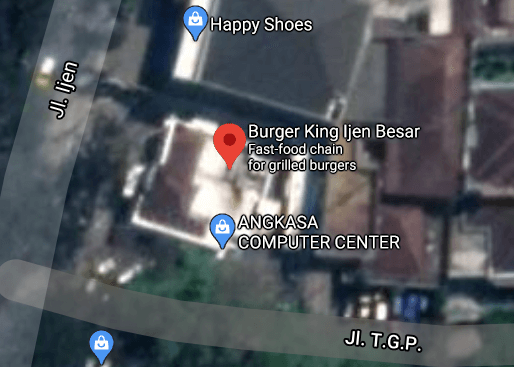 Happy Shoes
Jl. Ijen
Burger King Ijen Besar
Fast-food chain
for grilled burgers
ANGKASA
COMPUTER CENTER
Jl. T.G.P.